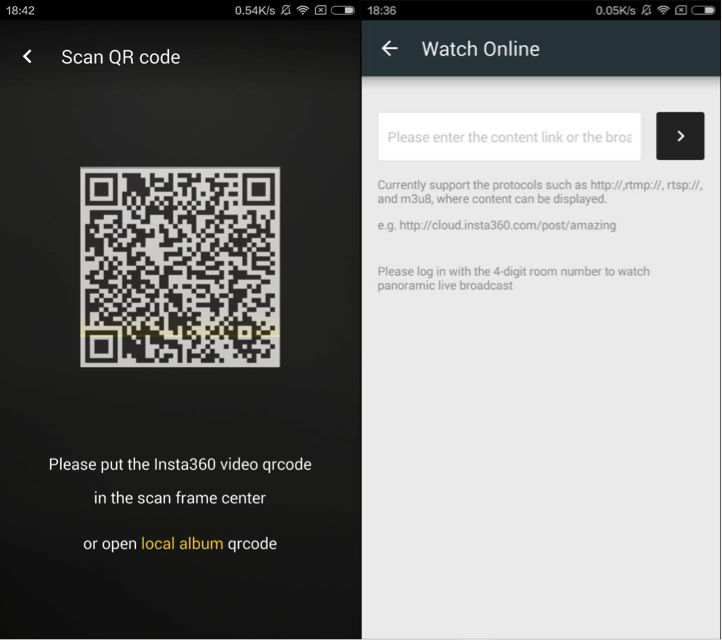 18:42
0.54K/s
Scan QR code
Please put the Insta360 video qrcode
in the scan frame center
or open local album qrcode
18:36
0.05K/s
Watch Online
Please enter the content link or the broa
Currently support the protocols such as http://,rtmp://, rtsp://,
and m3u8, where content can be displayed.
e.g. http://cloud.insta360.com/post/amazing
Please log in with the 4-digit room number to watch
panoramic live broadcast